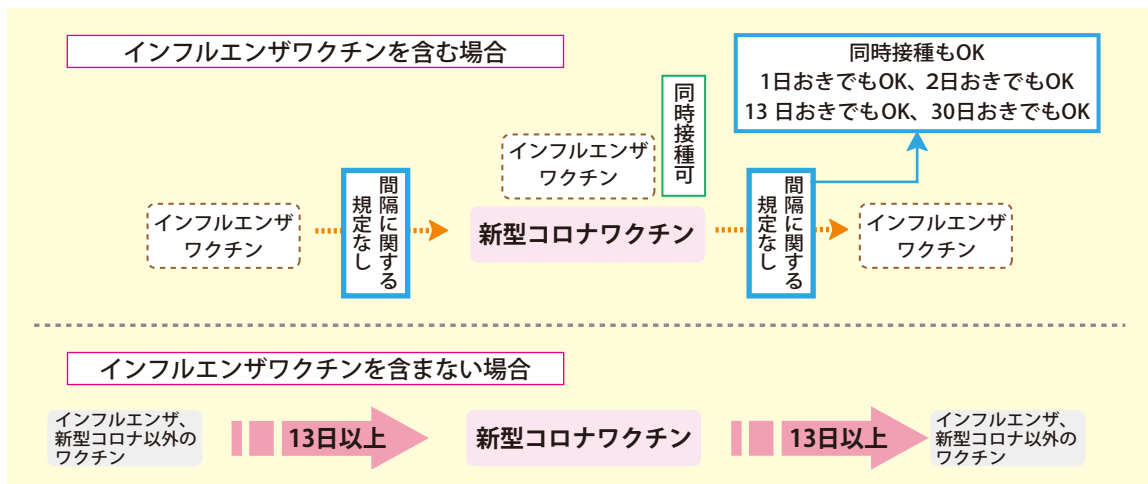 インフルエンザワクチンを含む場合
同時接種もOK
1日おきでもOK、2日おきでもOK
13 日おきでもOK、30日おきでもOK
同時接種可
インフルエンザ
ワクチン
インフルエンザ
ワクチン
間隔に関する
規定なし
新型コロナワクチン
間隔に関する
規定なし
インフルエンザ
ワクチン
インフルエンザワクチンを含まない場合
インフルエンザ、
新型コロナ以外の
ワクチン
13日以上
新型コロナワクチン
13日以上
インフルエンザ、
新型コロナ以外の
ワクチン